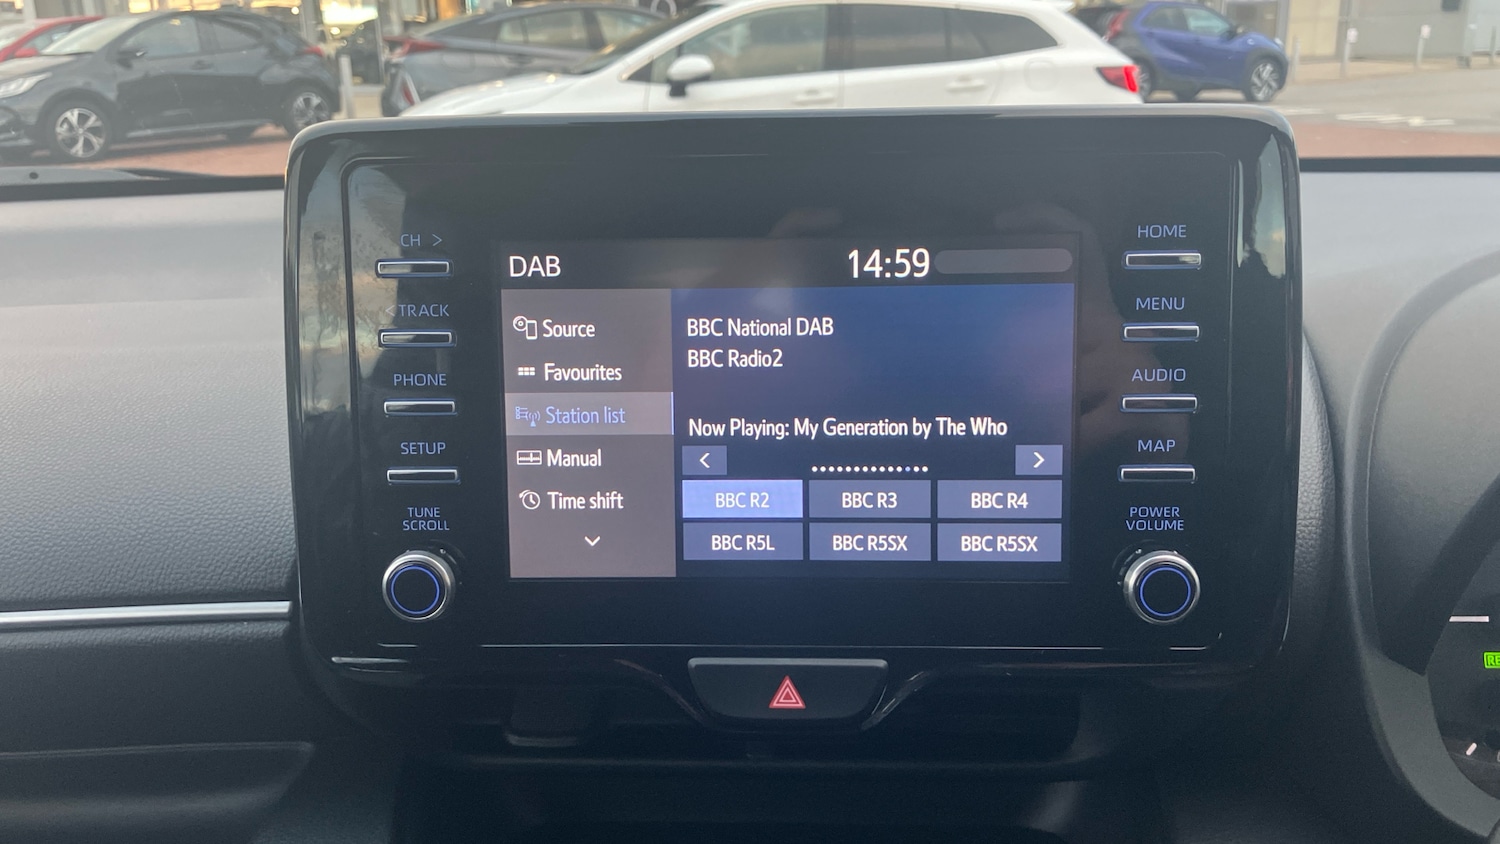 CH >
< TRACK
PHONE
SETUP
TUNE
SCROLL
DAB
14:59
Source
Favourites
Station list
Manual
Time shift
BBC National DAB
BBC Radio2
Now Playing: My Generation by The Who
< >
BBC R2 BBC R3 BBC R4
BBC R5L BBC R5SX BBC R5SX
HOME
MENU
AUDIO
MAP
POWER
VOLUME